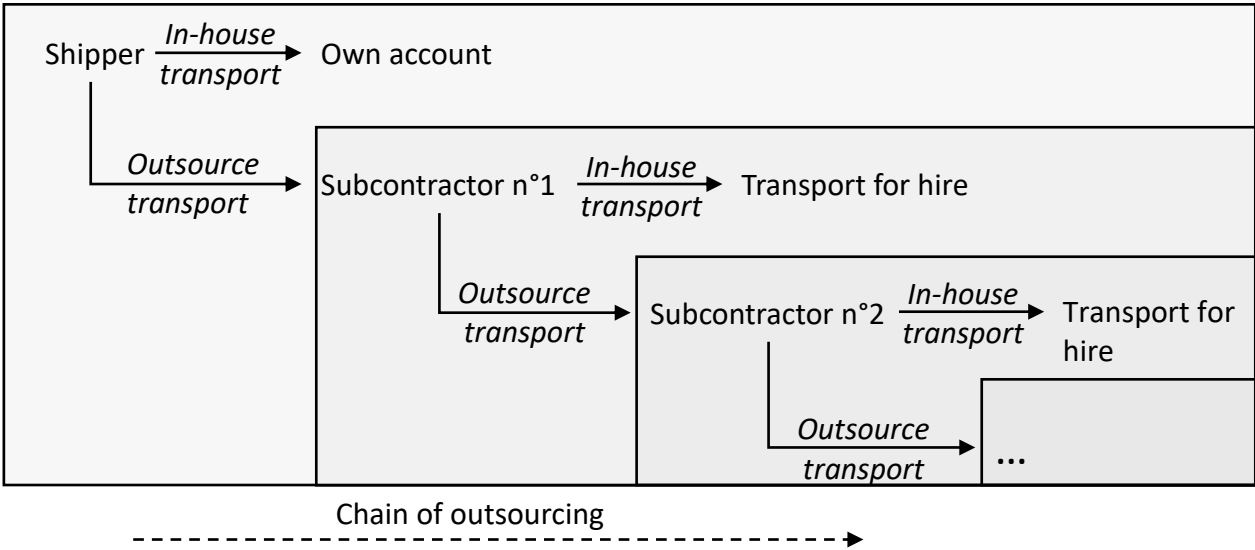 Shipper In-house transport Own account
Outsource transport
Subcontractor n°1 In-house transport Transport for hire
Outsource transport
Subcontractor n°2 In-house transport Transport for
hire
Outsource transport
...
Chain of outsourcing